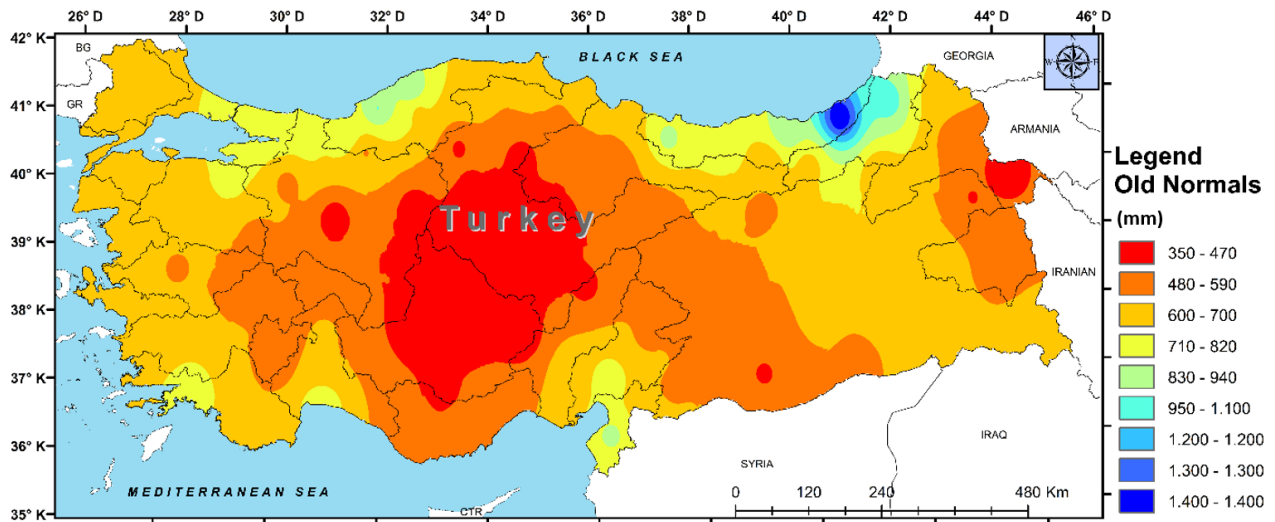 26° D 28° D 30° D 32° D 34° D 36° D 38° D 40° D 42° D 44° D 46° D
42° K
BG
BLACK SEA
GEORGIA
41° K
GR
ARMANIA
40° K
Legend
Old Normals
(mm)
39° K
Turkey
350 - 470
IRANIAN
480 - 590
38° K
600 - 700
710 - 820
37° K
830 - 940
950 - 1.100
36° K
IRAQ
1.200 - 1.200
SYRIA
1.300 - 1.300
MEDITERRANEAN SEA
0 120 240 480 Km
1.400 - 1.400
35° K
CTR